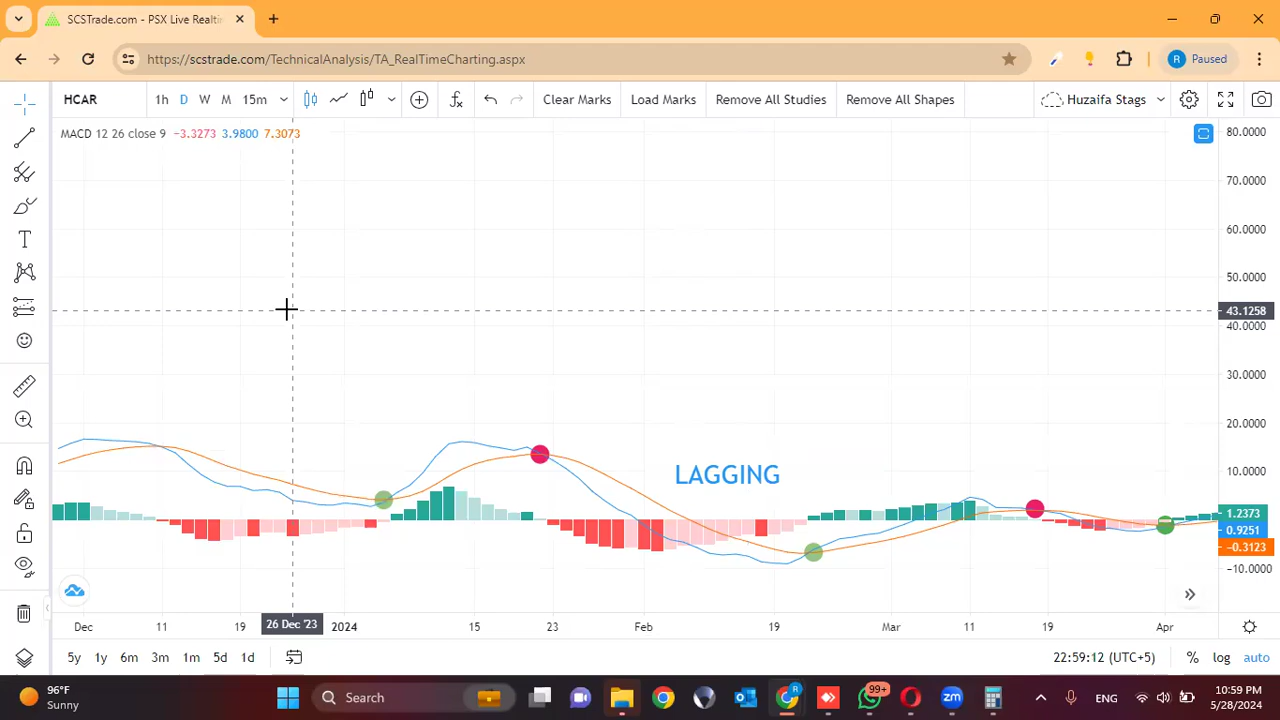 SCSTrade.com - PSX Live Realti
https://scstrade.com/TechnicalAnalysis/TA_RealTimeCharting.aspx
R Paused
HCAR 1h D W M 15m Clear Marks Load Marks Remove All Studies Remove All Shapes Huzaifa Stags
MACD 12 26 close 9 −3.3273 3.9800 7.3073
80.0000
70.0000
60.0000
50.0000
43.1258
40.0000
30.0000
20.0000
10.0000
LAGGING
1.2373
0.9251
−0.3123
−10.0000
Dec 11 19 26 Dec '23 2024 15 23 Feb 19 Mar 11 19 Apr
5y 1y 6m 3m 1m 5d 1d 22:59:12 (UTC+5) % log auto
96°F
Sunny
Search
R
99+
ENG
10:59 PM
5/28/2024